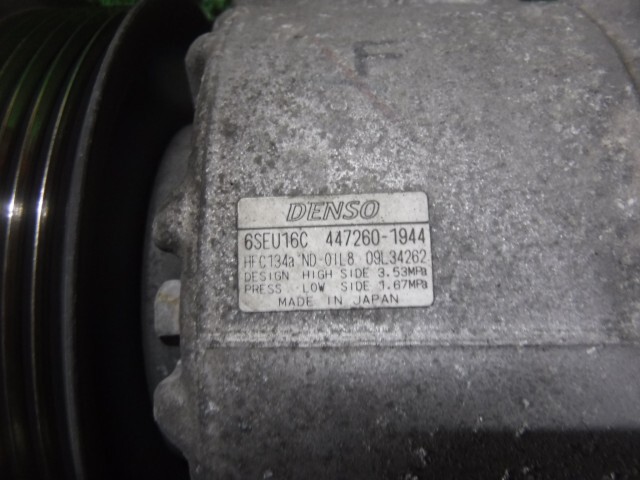 F
DENSO
6SEU16C 447260-1944
HFC134a ND-OIL8 09L34262
DESIGN HIGH SIDE 3.53MPa
PRESS LOW SIDE 1.67MPa
MADE IN JAPAN